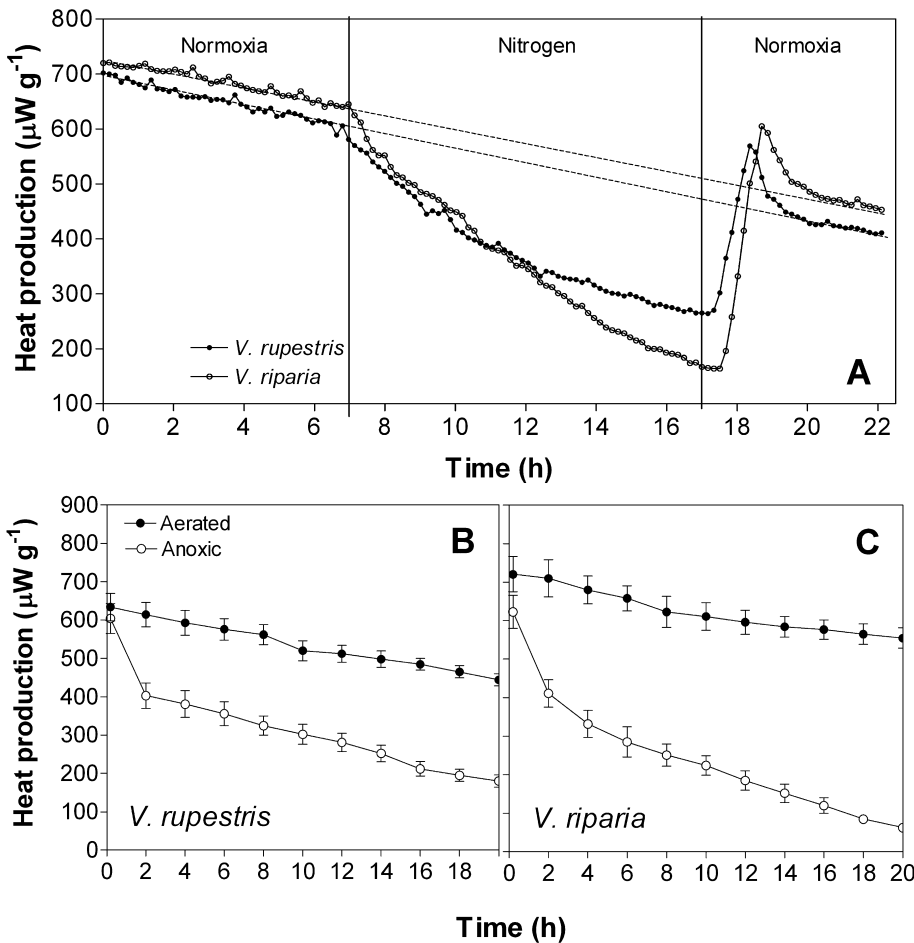 Normoxia Nitrogen Normoxia
Heat production (μW g-1)
800
700
600
500
400
300
200
100
V. rupestris
V. riparia
A
0 2 4 6 8 10 12 14 16 18 20 22
Time (h)
Heat production (μW g-1)
900
800
700
600
500
400
300
200
100
0
Aerated
Anoxic
B
V. rupestris
0 2 4 6 8 10 12 14 16 18
C
V. riparia
0 2 4 6 8 10 12 14 16 18 20
Time (h)